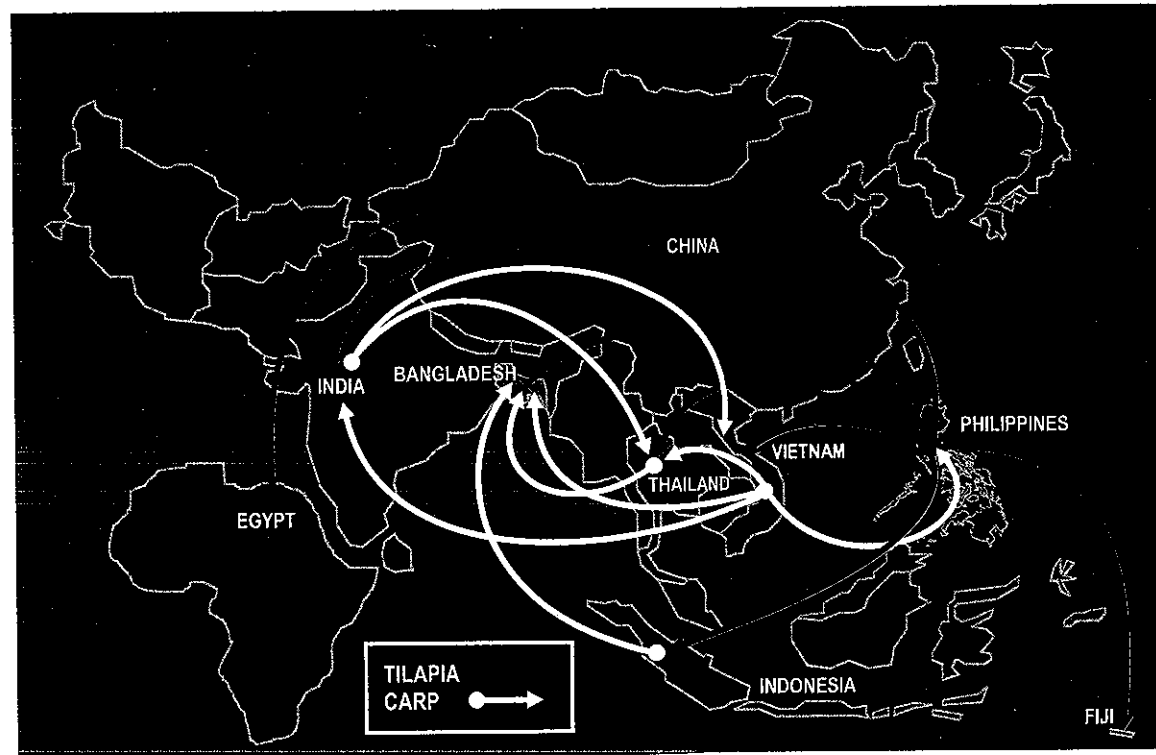 CHINA
BANGLADESH
INDIA
PHILIPPINES
VIETNAM
THAILAND
EGYPT
TILAPIA
CARP
INDONESIA
FIJI